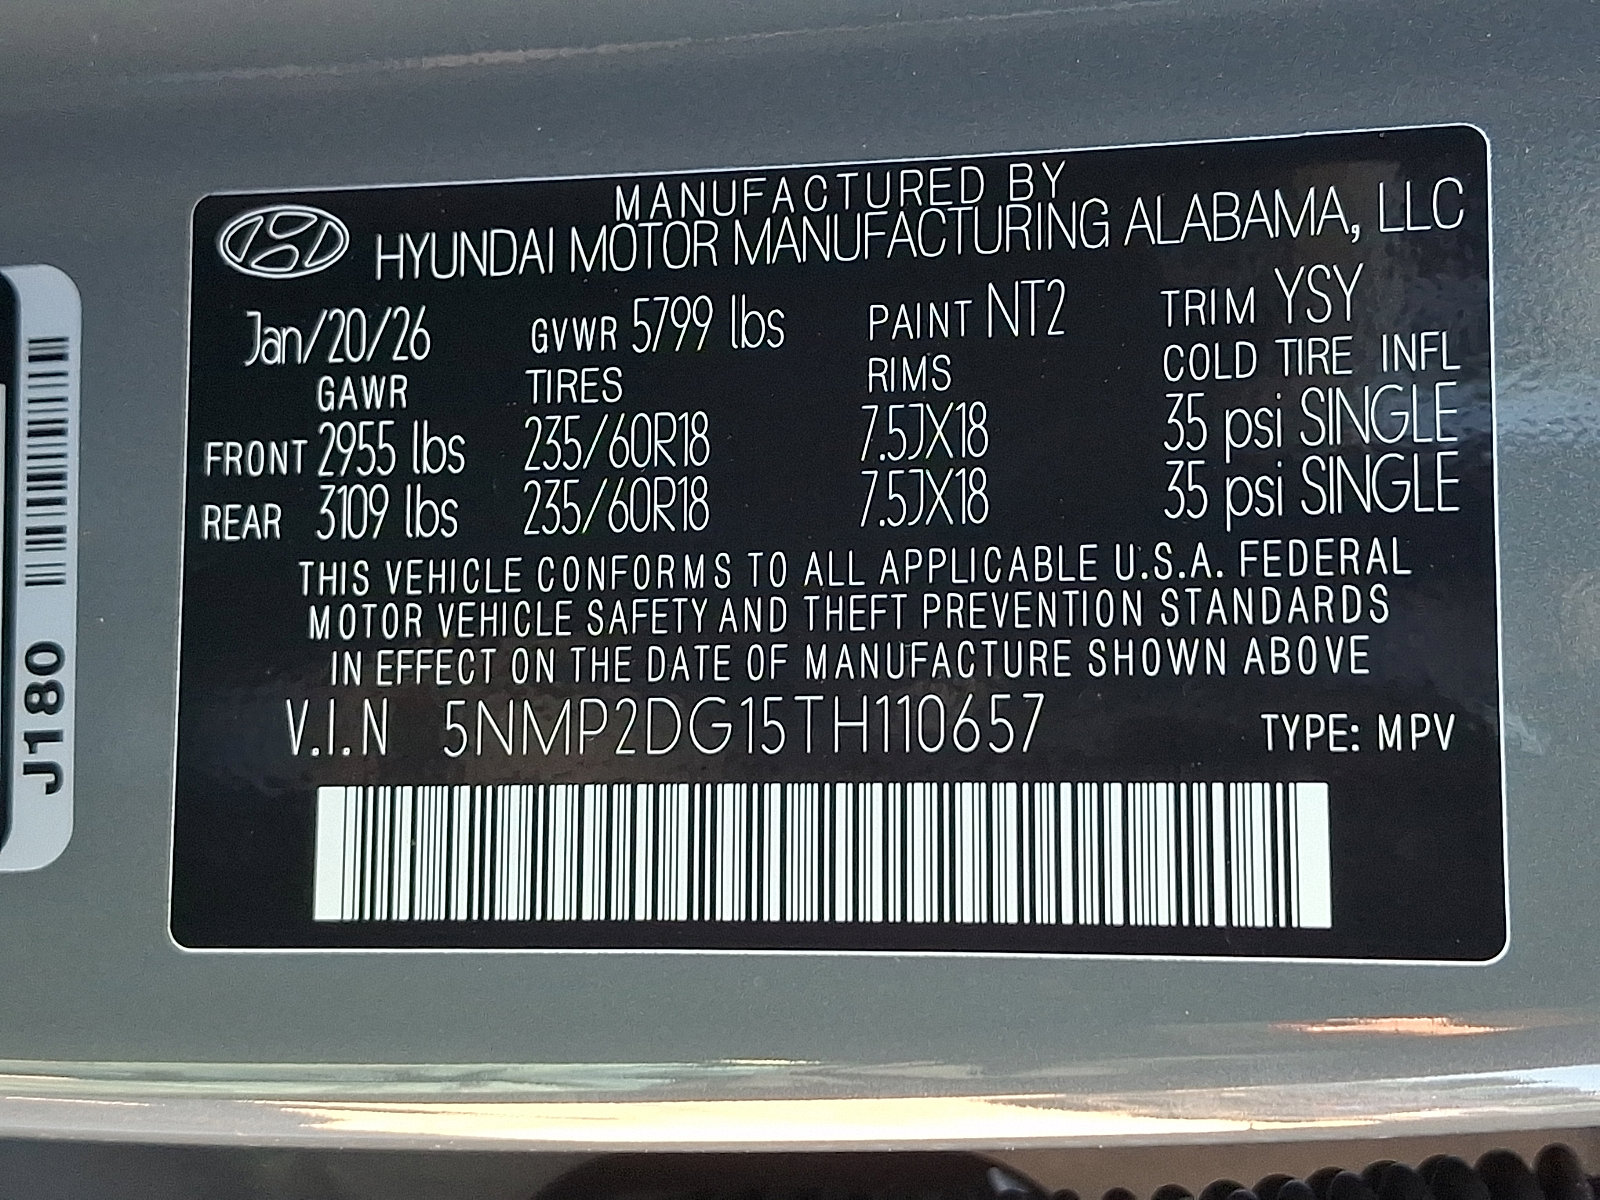 MANUFACTURED BY
HYUNDAI MOTOR MANUFACTURING ALABAMA, LLC
Jan/20/26 GVWR 5799 lbs PAINT NT2 TRIM YSY
GAWR TIRES RIMS COLD TIRE INFL
FRONT 2955 lbs 235/60R18 7.5JX18 35 psi SINGLE
REAR 3109 lbs 235/60R18 7.5JX18 35 psi SINGLE
THIS VEHICLE CONFORMS TO ALL APPLICABLE U.S.A. FEDERAL
MOTOR VEHICLE SAFETY AND THEFT PREVENTION STANDARDS
IN EFFECT ON THE DATE OF MANUFACTURE SHOWN ABOVE
V.I.N 5NMP2DG15TH110657 TYPE: MPV
J180